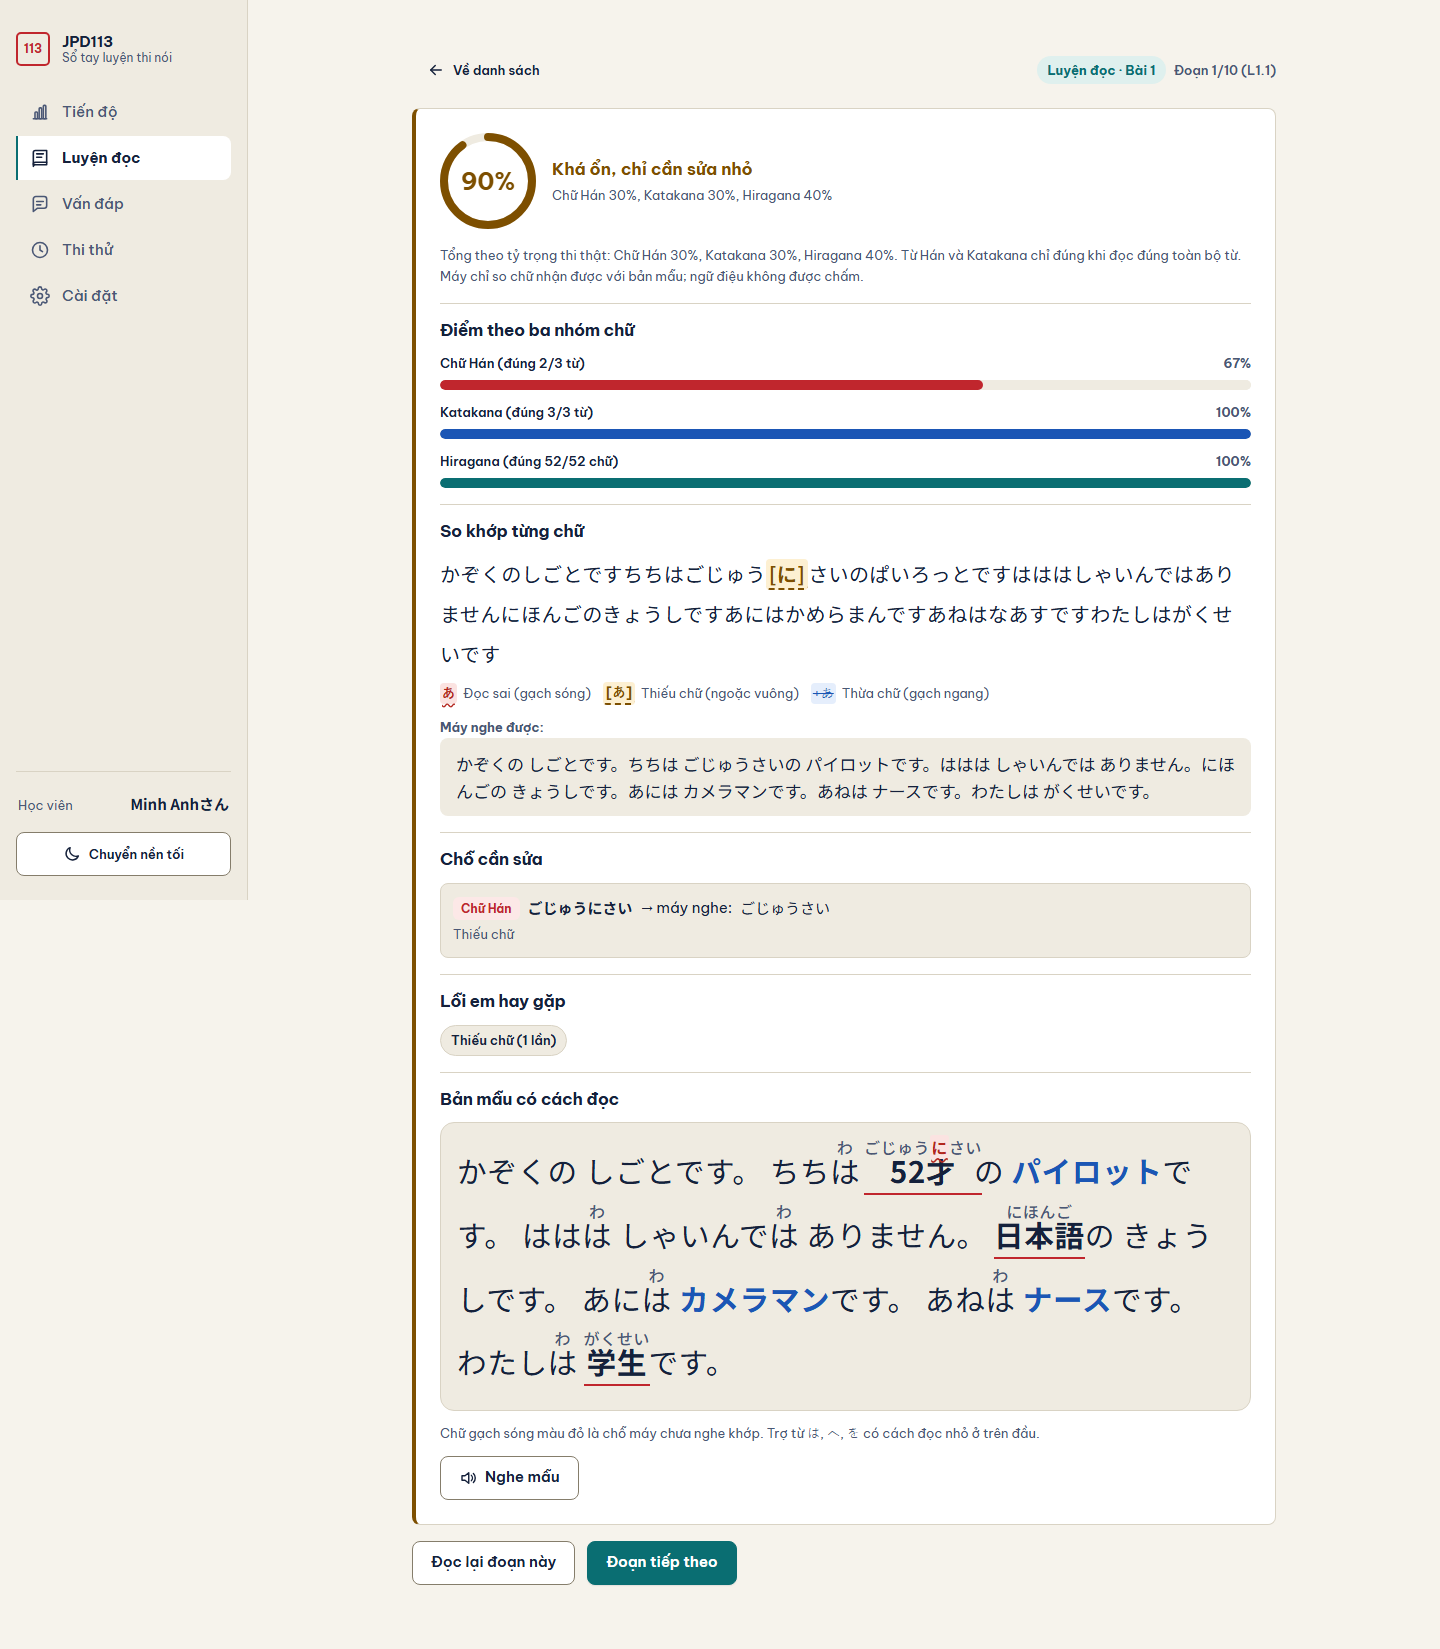 113
JPD113
Sổ tay luyện thi nói
Tiến độ
Luyện đọc
Vấn đáp
Thi thử
Cài đặt
Học viên
Minh Anhさん
Chuyển nền tối
Về danh sách
Luyện đọc · Bài 1
Đoạn 1/10 (L1.1)
90%
Khá ổn, chỉ cần sửa nhỏ
Chữ Hán 30%, Katakana 30%, Hiragana 40%
Tổng theo tỷ trọng thi thật: Chữ Hán 30%, Katakana 30%, Hiragana 40%. Từ Hán và Katakana chỉ đúng khi đọc đúng toàn bộ từ.
Máy chỉ so chữ nhận được với bản mẫu; ngữ điệu không được chấm.
Điểm theo ba nhóm chữ
Chữ Hán (đúng 2/3 từ)
67%
Katakana (đúng 3/3 từ)
100%
Hiragana (đúng 52/52 chữ)
100%
So khớp từng chữ
かぞくのしごとですちちはごじゅう[に]さいのぱいろっとですはははしゃいんではあり
ませんにほんごのきょうしですあにはかめらまんですあねはなあすですわたしはがくせ
いです
あ Đọc sai (gạch sóng) [あ] Thiếu chữ (ngoặc vuông) +あ Thừa chữ (gạch ngang)
Máy nghe được:
かぞくの しごとです。ちちは ごじゅうさいの パイロットです。ははは しゃいんでは ありません。にほ
んごの きょうしです。あには カメラマンです。あねは ナースです。わたしは がくせいです。
Chỗ cần sửa
Chữ Hán ごじゅうにさい → máy nghe: ごじゅうさい
Thiếu chữ
Lỗi em hay gặp
Thiếu chữ (1 lần)
Bản mẫu có cách đọc
わ ごじゅうにさい
かぞくの しごとです。 ちちは 52才の パイロットで
わ わ にほんご
す。 ははは しゃいんでは ありません。 日本語の きょう
わ わ
しです。 あには カメラマンです。 あねは ナースです。
わ がくせい
わたしは 学生です。
Chữ gạch sóng màu đỏ là chỗ máy chưa nghe khớp. Trợ từ は, へ, を có cách đọc nhỏ ở trên đầu.
Nghe mẫu
Đọc lại đoạn này
Đoạn tiếp theo